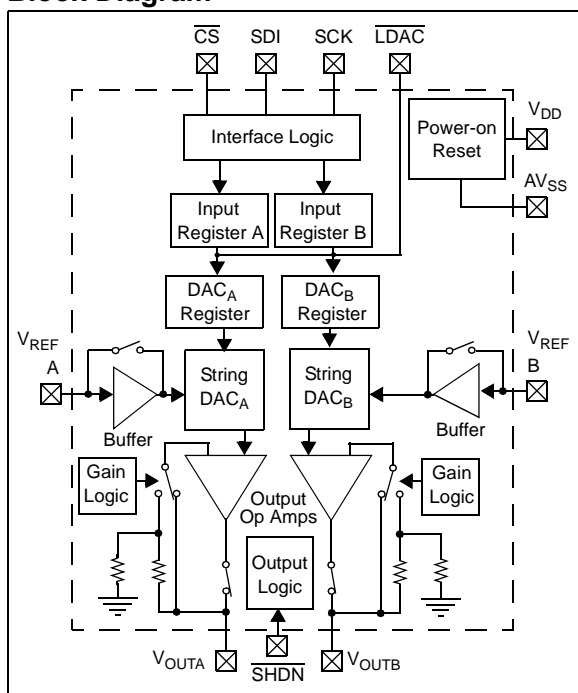 Block Diagram
CS SDI SCK LDAC
Interface Logic
Power-on
Reset
VDD
AVSS
Input
Register A
Input
Register B
DACA
Register
DACB
Register
VREF
A
String
DACA
String
DACB
VREF
B
Buffer
Buffer
Gain
Logic
Output
Op Amps
Gain
Logic
Output
Logic
VOUTA
SHDN
VOUTB